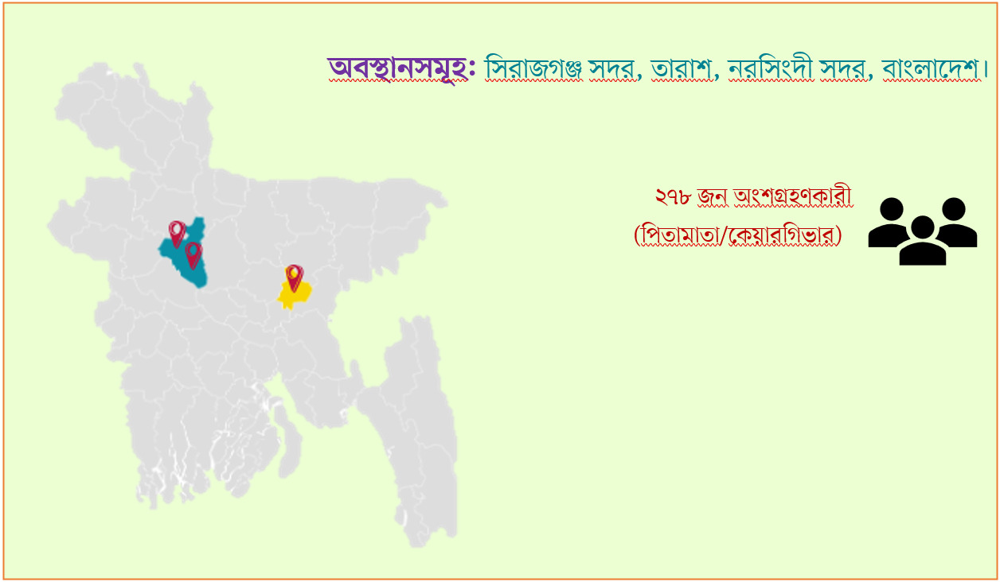 অবস্থানসমূহ: সিরাজগঞ্জ সদর, তারাশ, নরসিংদী সদর, বাংলাদেশ।
২৭৮ জন অংশগ্রহণকারী
(পিতামাতা/কেয়ারগিভার)